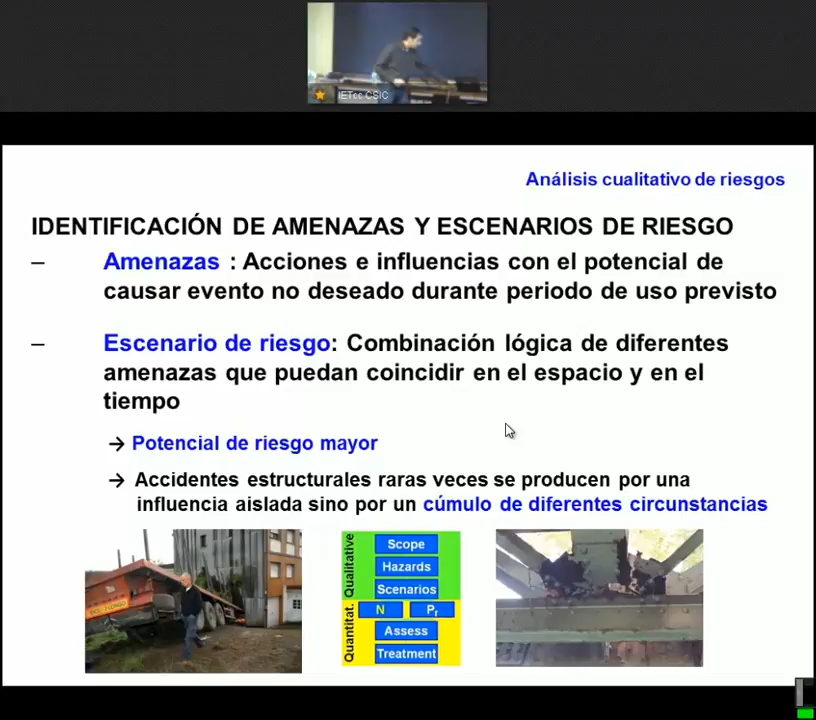 IETcc CSIC
Análisis cualitativo de riesgos
IDENTIFICACIÓN DE AMENAZAS Y ESCENARIOS DE RIESGO
– Amenazas : Acciones e influencias con el potencial de
causar evento no deseado durante periodo de uso previsto
– Escenario de riesgo: Combinación lógica de diferentes
amenazas que puedan coincidir en el espacio y en el
tiempo
→ Potencial de riesgo mayor
→ Accidentes estructurales raras veces se producen por una
influencia aislada sino por un cúmulo de diferentes circunstancias
Qualitative
Scope
Hazards
Scenarios
Quantitat.
N Pf
Assess
Treatment